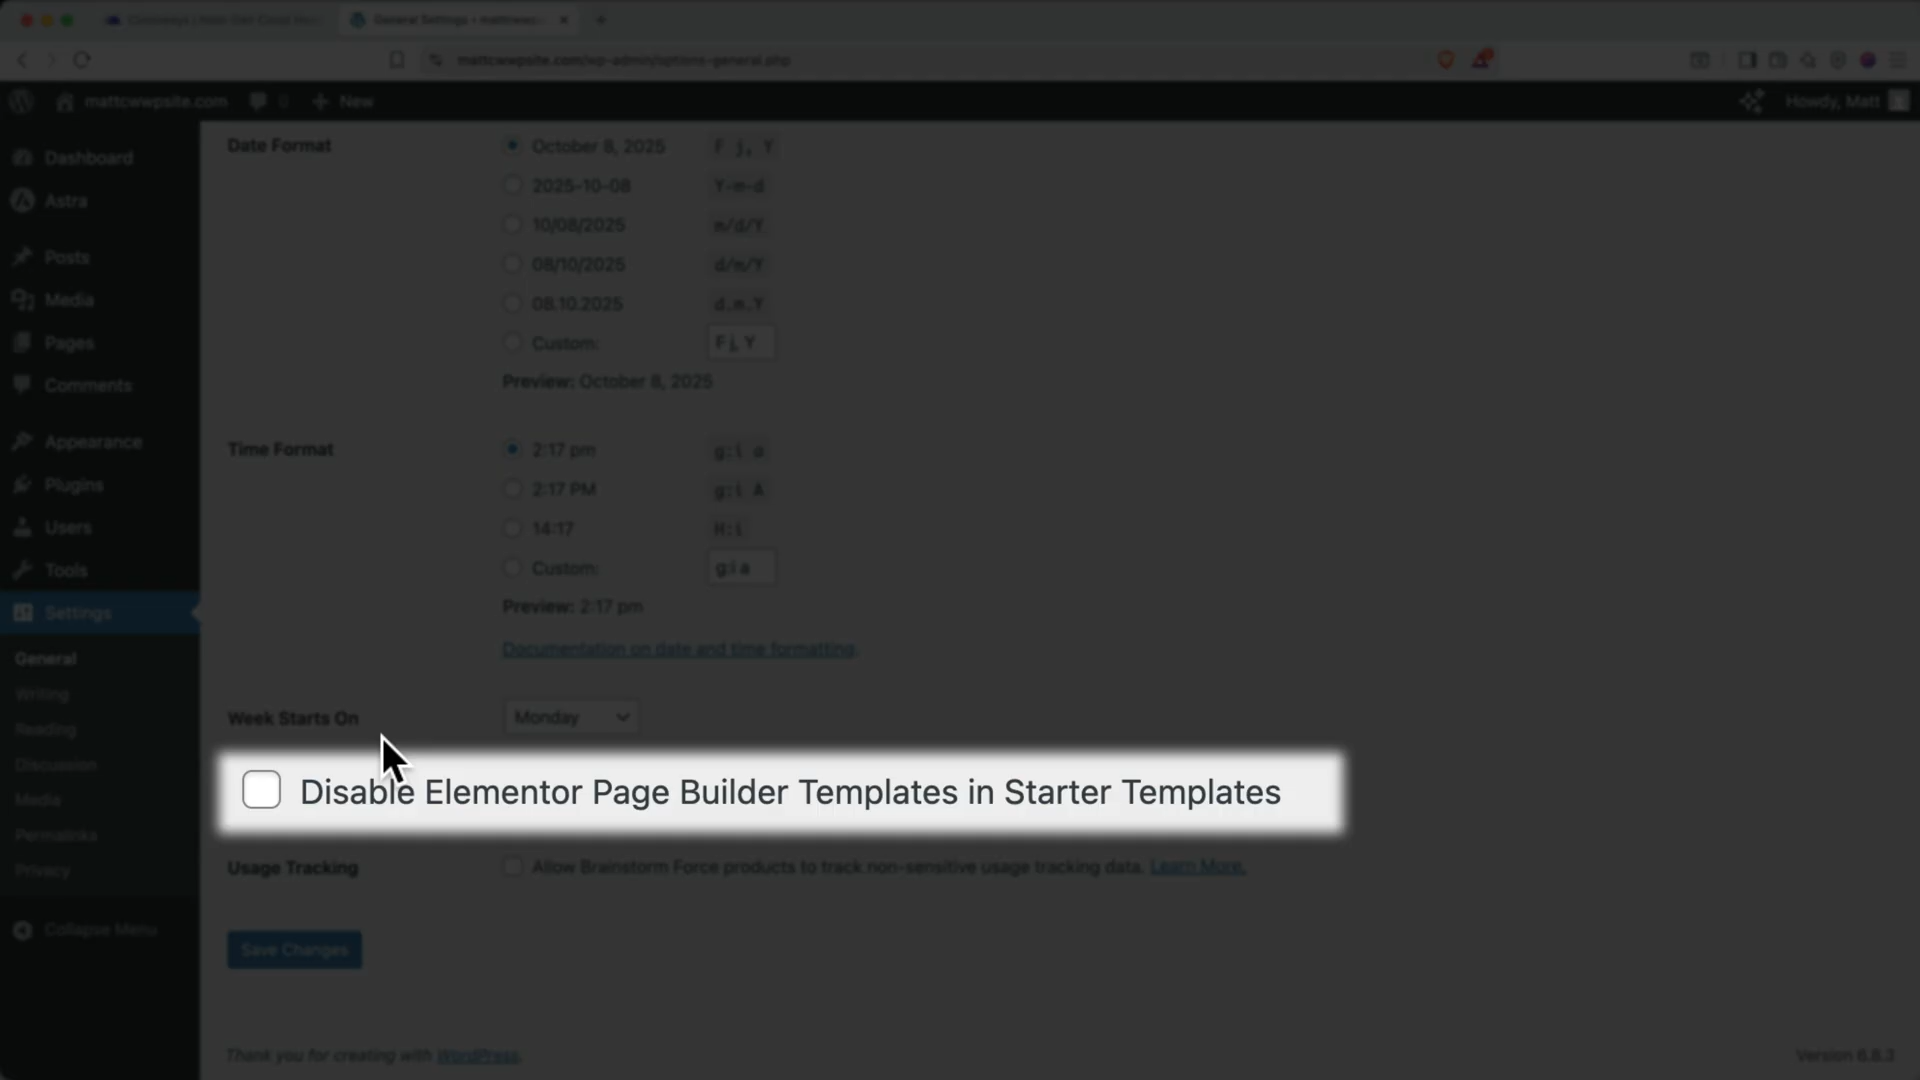 General Settings ‹ mattcwwp
mattcwwpsite.com/wp-admin/options-general.php
mattcwwpsite.com 0 New Howdy, Matt
Dashboard
Astra
Posts
Media
Pages
Comments
Appearance
Plugins
Users
Tools
Settings
General
Writing
Reading
Discussion
Media
Permalinks
Privacy
Collapse Menu
Date Format
October 8, 2025 F j, Y
2025-10-08 Y-m-d
10/08/2025 m/d/Y
08/10/2025 d/m/Y
08.10.2025 d.m.Y
Custom: F j, Y
Preview: October 8, 2025
Time Format
2:17 pm g:i a
2:17 PM g:i A
14:17 H:i
Custom: g:i a
Preview: 2:17 pm
Documentation on date and time formatting.
Week Starts On Monday
Disable Elementor Page Builder Templates in Starter Templates
Usage Tracking Allow Brainstorm Force products to track non-sensitive usage tracking data. Learn More.
Save Changes
Thank you for creating with WordPress. Version 6.8.3